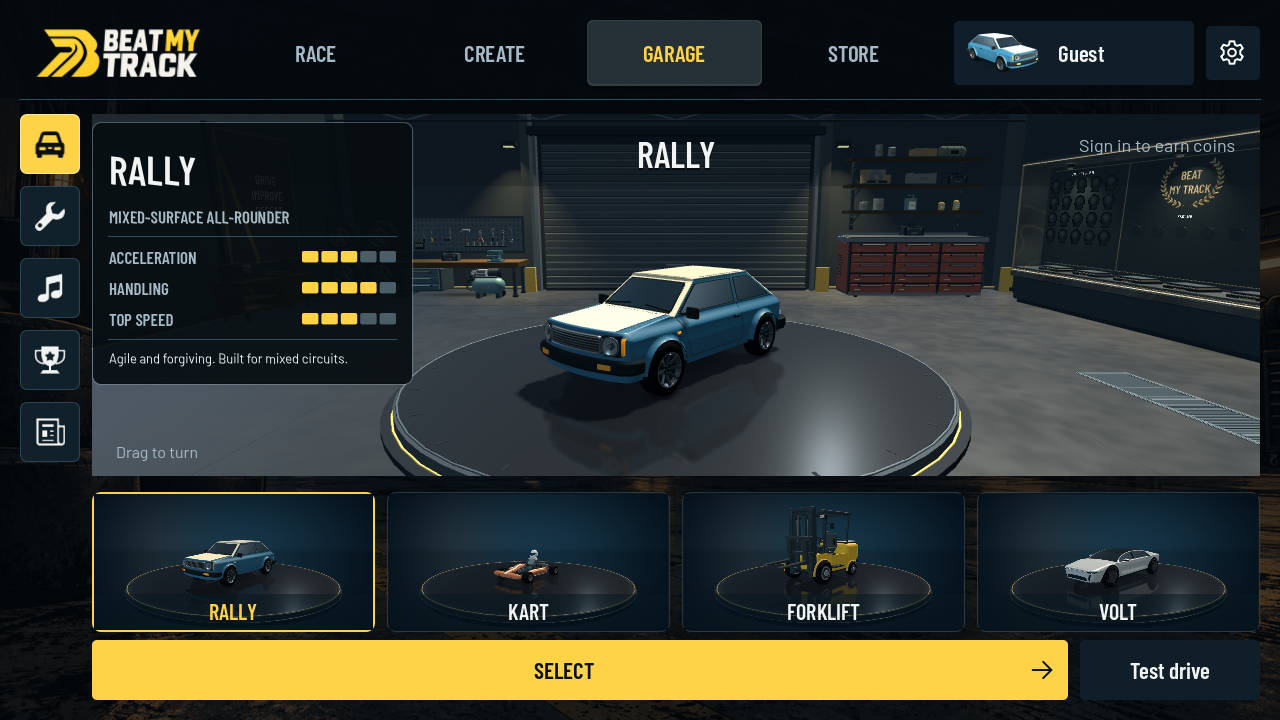 BEAT MY
TRACK
RACE
CREATE
GARAGE
STORE
Guest
RALLY
MIXED-SURFACE ALL-ROUNDER
ACCELERATION
HANDLING
TOP SPEED
Agile and forgiving. Built for mixed circuits.
DRIVE
IMPROVE
RALLY
Sign in to earn coins
BEAT
MY TRACK
Drag to turn
RALLY
KART
FORKLIFT
VOLT
SELECT
Test drive